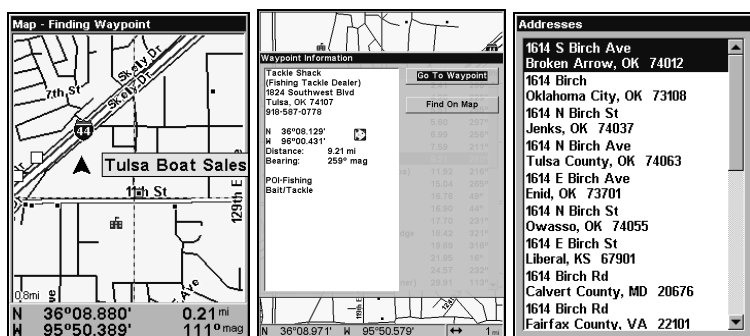 Map - Finding Waypoint
Skelly Dr
Skelly Dr
7th St
44
Tulsa Boat Sales
11th St
129th E
E Ave
0.8mi
N 36°08.880' 0.21 mi
W 95°50.389' 111° mag
Waypoint Information
Tackle Shack
(Fishing Tackle Dealer)
1824 Southwest Blvd
Tulsa, OK 74107
918-587-0778
N 36°08.129'
W 96°00.431'
Distance: 9.21 mi
Bearing: 259° mag
POI-Fishing
Bait/Tackle
Go To Waypoint
Find On Map
N 36°08.971' W 95°50.579' ↔ 1 mi
Addresses
1614 S Birch Ave
Broken Arrow, OK 74012
1614 Birch
Oklahoma City, OK 73108
1614 N Birch St
Jenks, OK 74037
1614 N Birch Ave
Tulsa County, OK 74063
1614 E Birch Ave
Enid, OK 73701
1614 N Birch St
Owasso, OK 74055
1614 E Birch St
Liberal, KS 67901
1614 Birch Rd
Calvert County, MD 20676
1614 Birch Rd
Fairfax County, VA 22101